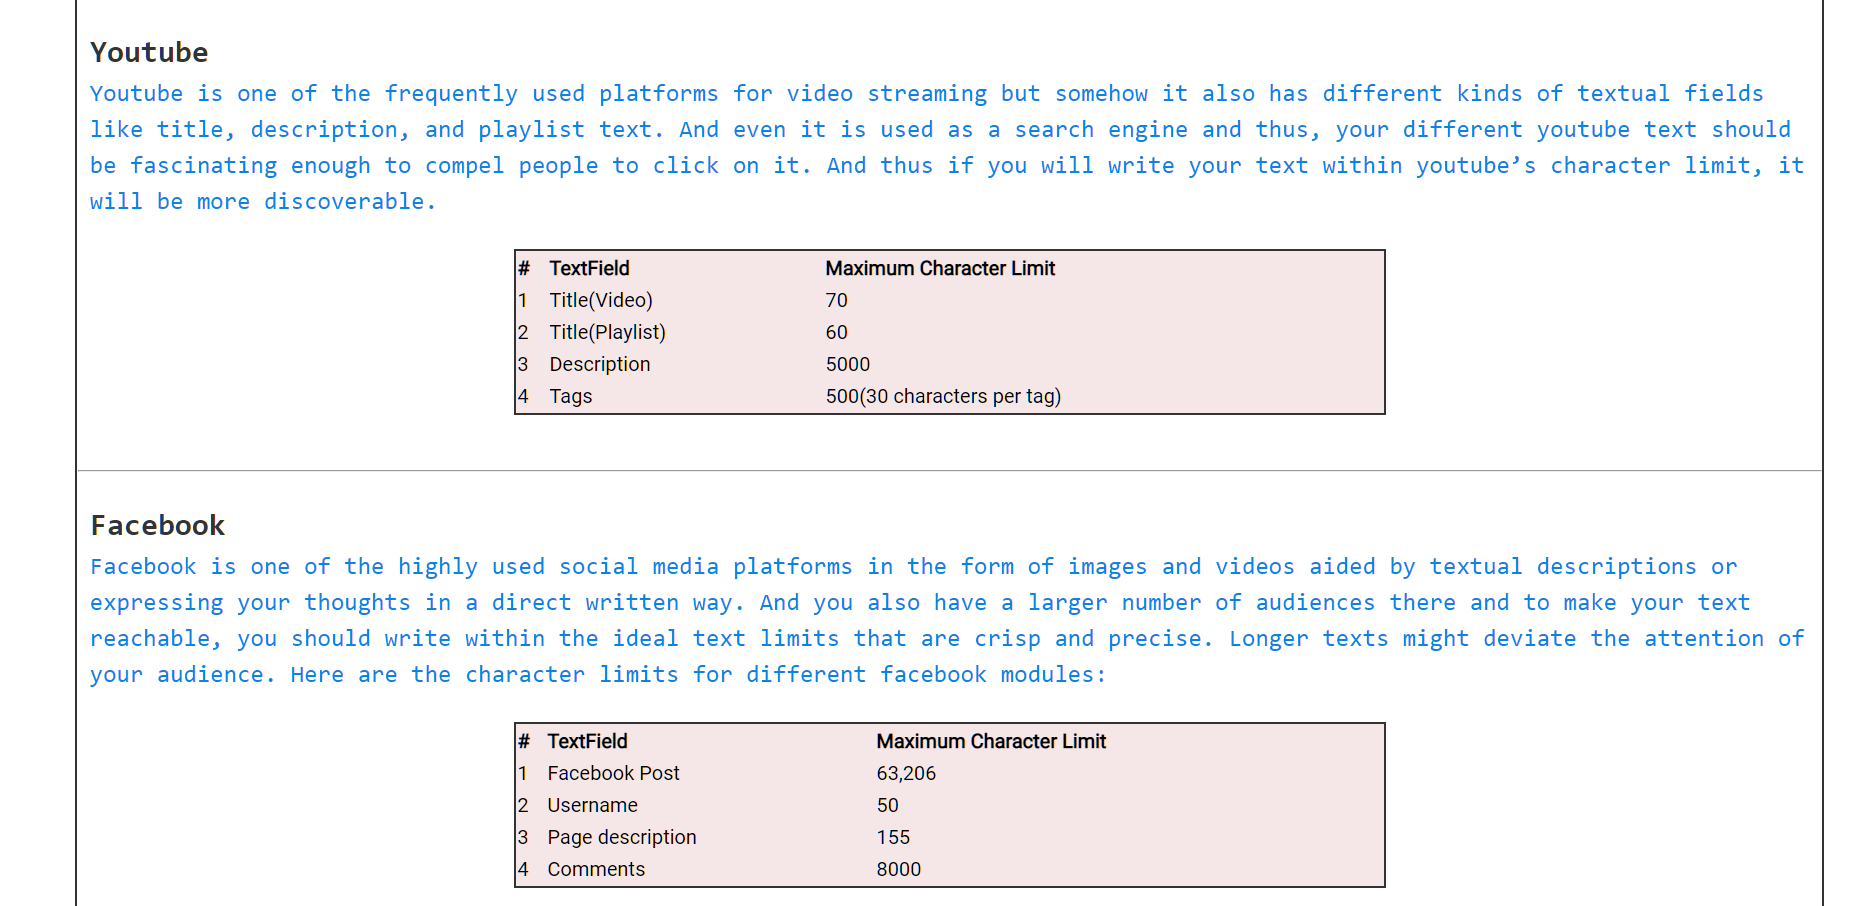 Youtube
Youtube is one of the frequently used platforms for video streaming but somehow it also has different kinds of textual fields
like title, description, and playlist text. And even it is used as a search engine and thus, your different youtube text should
be fascinating enough to compel people to click on it. And thus if you will write your text within youtube’s character limit, it
will be more discoverable.
# TextField Maximum Character Limit
1 Title(Video) 70
2 Title(Playlist) 60
3 Description 5000
4 Tags 500(30 characters per tag)
Facebook
Facebook is one of the highly used social media platforms in the form of images and videos aided by textual descriptions or
expressing your thoughts in a direct written way. And you also have a larger number of audiences there and to make your text
reachable, you should write within the ideal text limits that are crisp and precise. Longer texts might deviate the attention of
your audience. Here are the character limits for different facebook modules:
# TextField Maximum Character Limit
1 Facebook Post 63,206
2 Username 50
3 Page description 155
4 Comments 8000